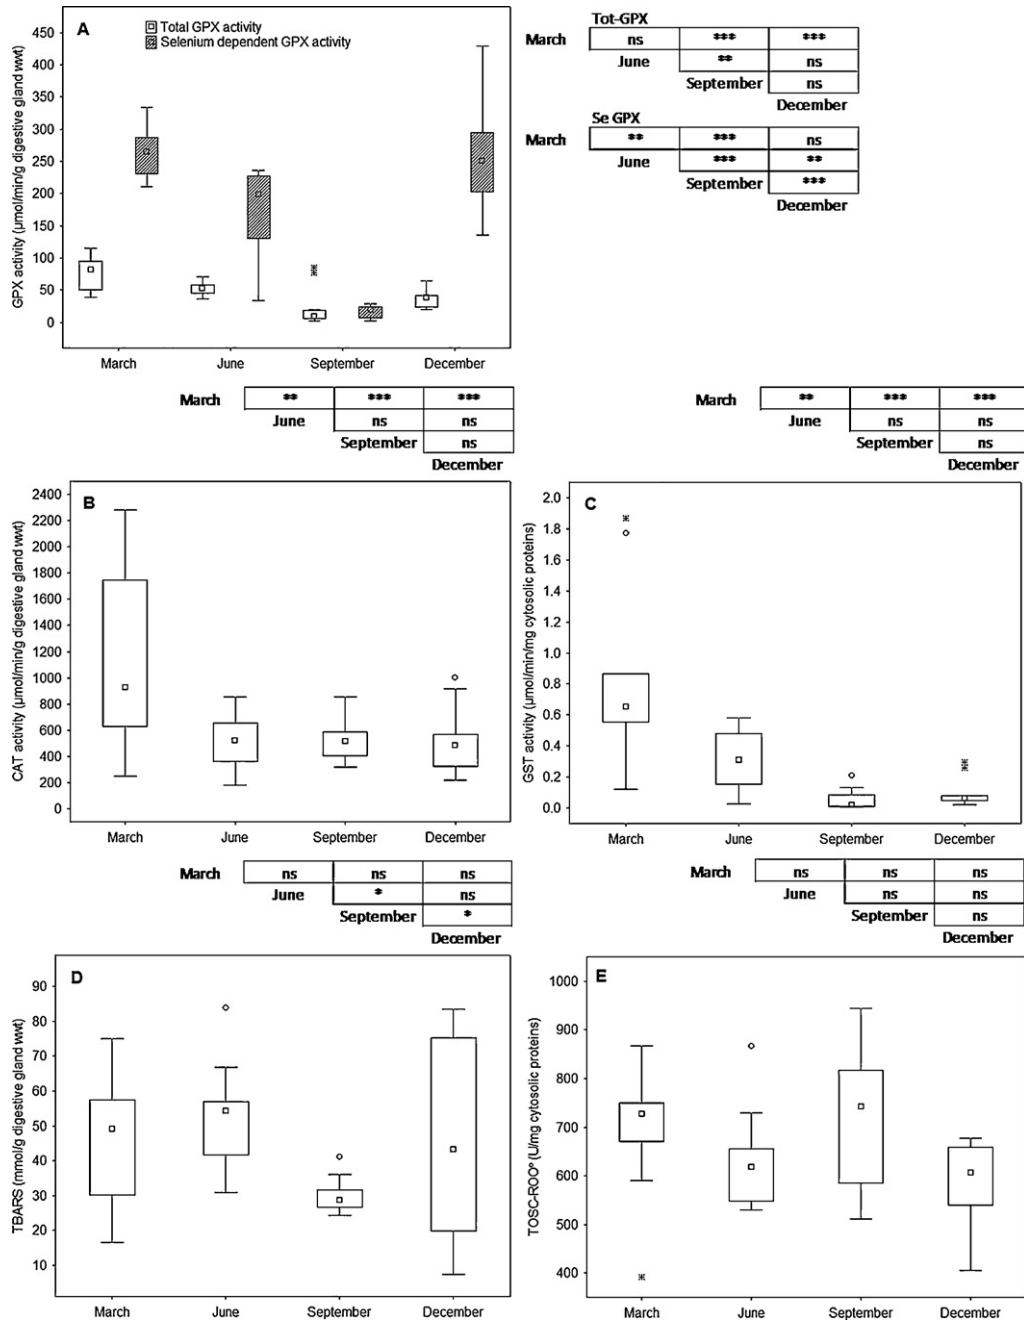 A
Total GPX activity
Selenium dependent GPX activity
GPX activity (µmol/min/g digestive gland wwt)
450
400
350
300
250
200
150
100
50
0
March June September December
Tot-GPX
March ns *** ***
June ** ns
September ns
December
Se GPX
March ** *** ns
June *** **
September ***
December
March ** *** ***
June ns ns
September ns
December
B
CAT activity (µmol/min/g digestive gland wwt)
2400
2200
2000
1800
1600
1400
1200
1000
800
600
400
200
0
March June September December
March ** *** ***
June ns ns
September ns
December
C
GST activity (µmol/min/mg cytosolic proteins)
2.0
1.8
1.6
1.4
1.2
1.0
0.8
0.6
0.4
0.2
0.0
March June September December
March ns ns ns
June * ns
September *
December
D
TBARS (mmol/g digestive gland wwt)
90
80
70
60
50
40
30
20
10
March June September December
March ns ns ns
June ns ns
September ns
December
E
TOSC-ROOº (U/mg cytosolic proteins)
1000
900
800
700
600
500
400
March June September December